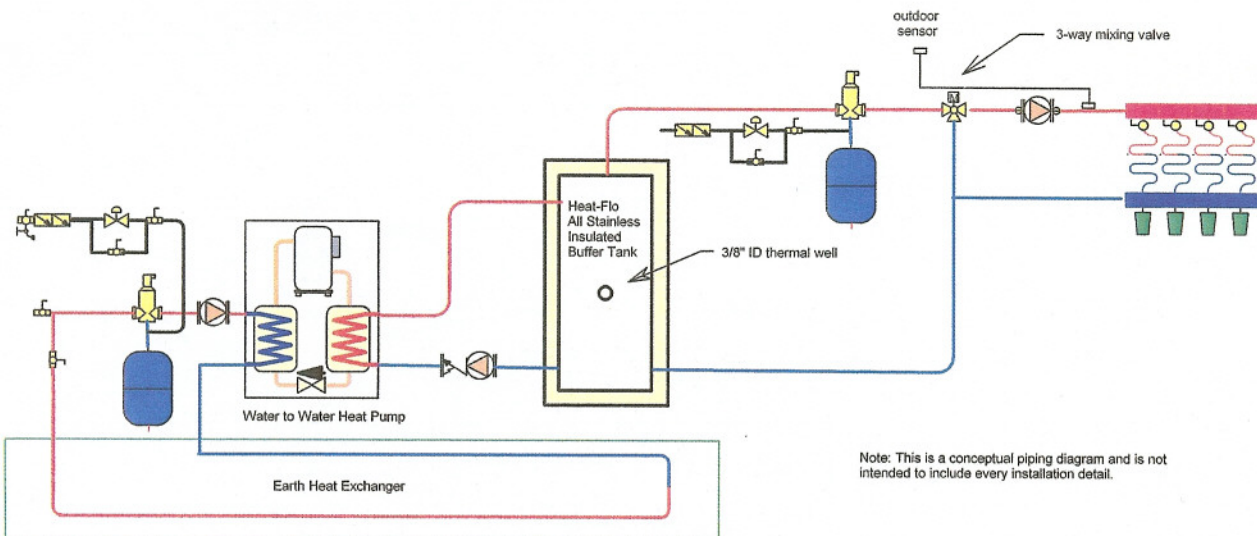 outdoor
sensor
3-way mixing valve
M
Heat-Flo
All Stainless
Insulated
Buffer Tank
3/8" ID thermal well
Water to Water Heat Pump
Earth Heat Exchanger
Note: This is a conceptual piping diagram and is not
intended to include every installation detail.